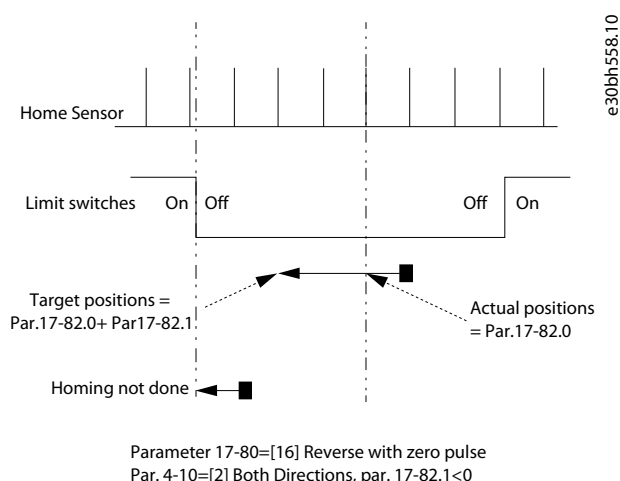 e30bh558.10
Home Sensor
Limit switches On Off Off On
Target positions =
Par.17-82.0+ Par17-82.1
Actual positions
= Par.17-82.0
Homing not done
Parameter 17-80=[16] Reverse with zero pulse
Par. 4-10=[2] Both Directions, par. 17-82.1<0